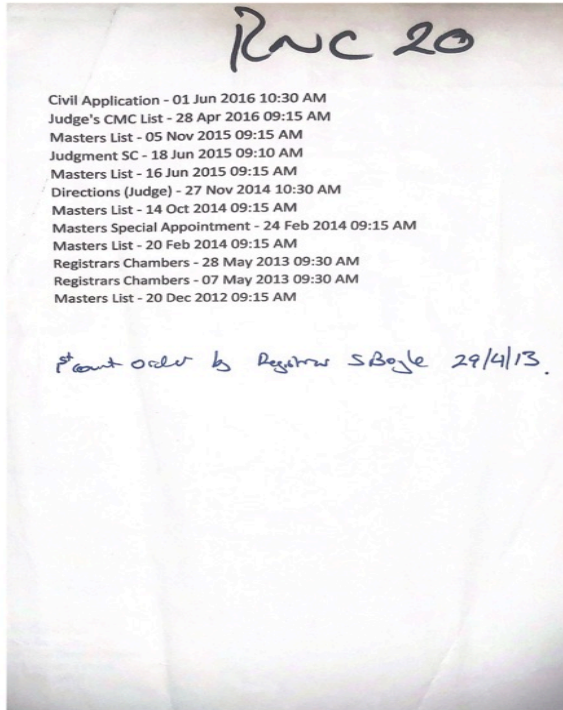 RNC 20
Civil Application - 01 Jun 2016 10:30 AM
Judge's CMC List - 28 Apr 2016 09:15 AM
Masters List - 05 Nov 2015 09:15 AM
Judgment SC - 18 Jun 2015 09:10 AM
Masters List - 16 Jun 2015 09:15 AM
Directions (Judge) - 27 Nov 2014 10:30 AM
Masters List - 14 Oct 2014 09:15 AM
Masters Special Appointment - 24 Feb 2014 09:15 AM
Masters List - 20 Feb 2014 09:15 AM
Registrars Chambers - 28 May 2013 09:30 AM
Registrars Chambers - 07 May 2013 09:30 AM
Masters List - 20 Dec 2012 09:15 AM
1st Court order by Registrar S Boyle 29/4/13.